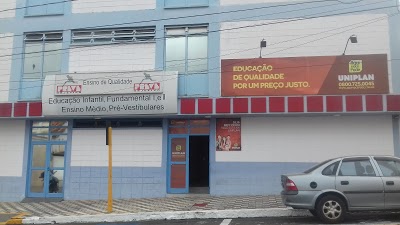 Ensino de Qualidade
Educação Infantil, Fundamental I e II
Ensino Médio, Pré-Vestibulares
EDUCAÇÃO
DE QUALIDADE
POR UM PREÇO JUSTO.
UNIPLAN
UNIPLAN